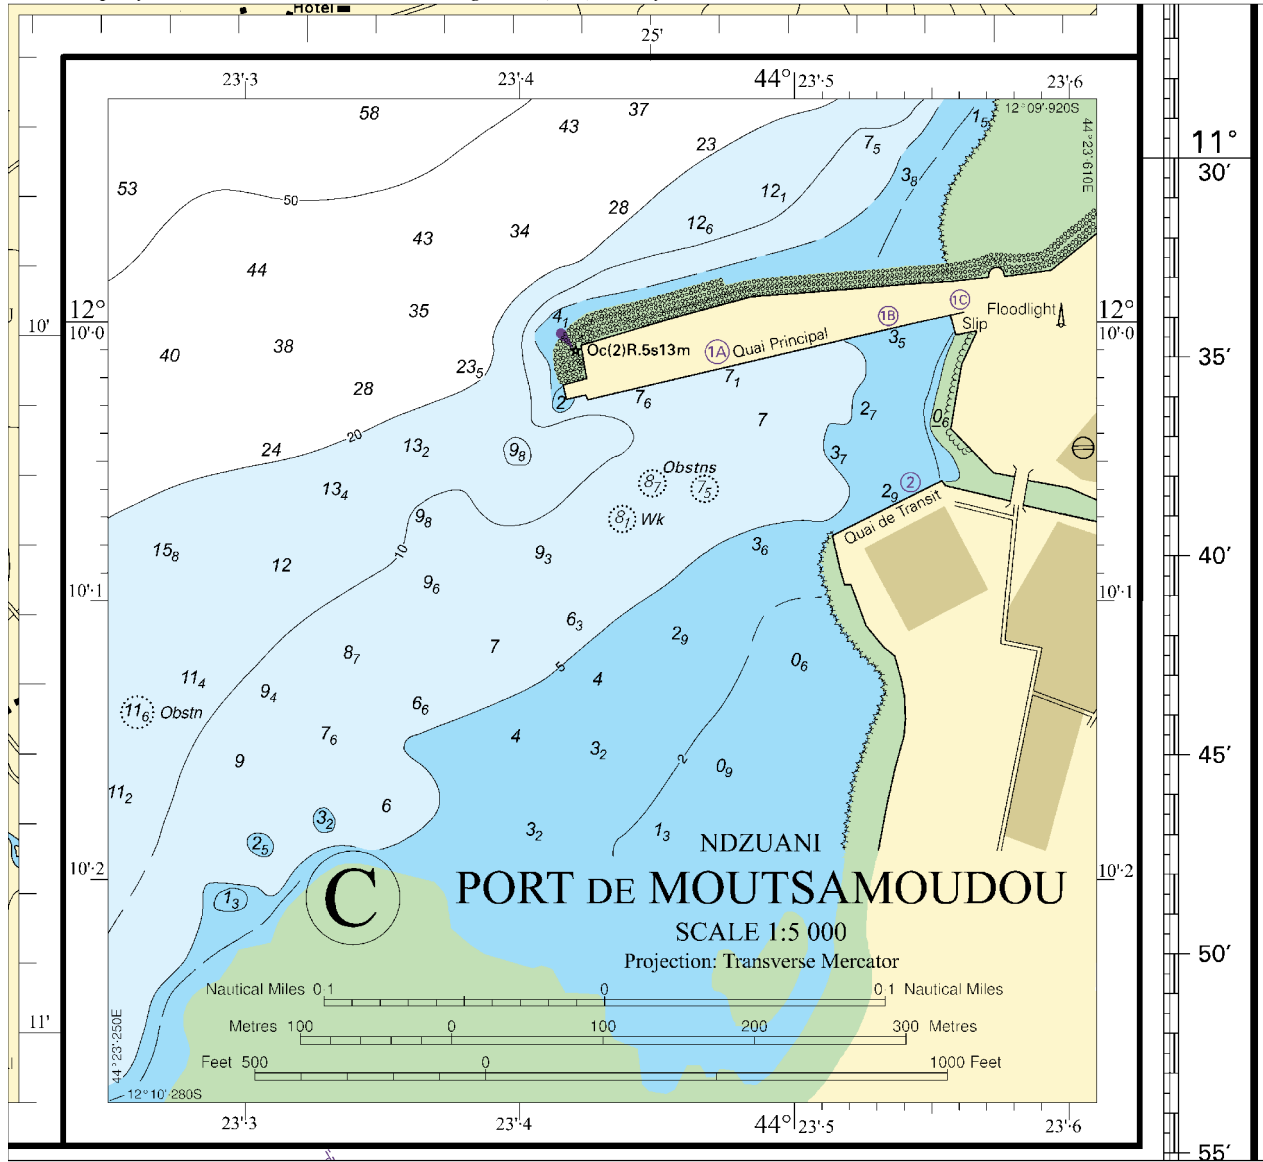 Hotel
25'
23'·3 23'·4 44° 23'·5 23'·6
58 37 12°09'·920S
43 1₅
23 7₅ 44°23'·610E
11°
30'
53 3₈
12₁
50 28
12₆
43 34
44
12° 35 4₁ 1C Floodlight 12°
10' 10'·0 1B Slip 10'·0
40 38 Oc(2)R.5s13m 1A Quai Principal 3₅
35'
23₅ 7₁
28 2 7₆ 2₇
7 0₆
20
24 13₂ 9₈ 3₇
Obstns
13₄ 8₇ 7₅ 2₉ 2
9₈ 8₁ Wk Quai de Transit
15₈ 12 10 9₃ 3₆ 40'
9₆
10'·1 10'·1
6₃
2₉
8₇ 7 0₆
5
11₄ 9₄ 4
11₆ Obstn 6₆
7₆ 4 3₂
9 2 0₉ 45'
11₂ 6
3₂ 3₂ 1₃
2₅ NDZUANI
10'·2 10'·2
1₃ C PORT DE MOUTSAMOUDOU
SCALE 1:5 000
50'
Projection: Transverse Mercator
Nautical Miles 0·1 0 0·1 Nautical Miles
11' Metres 100 0 100 200 300 Metres
Feet 500 0 1000 Feet
44°23'·250E
12°10'·280S
23'·3 23'·4 44° 23'·5 23'·6
55'